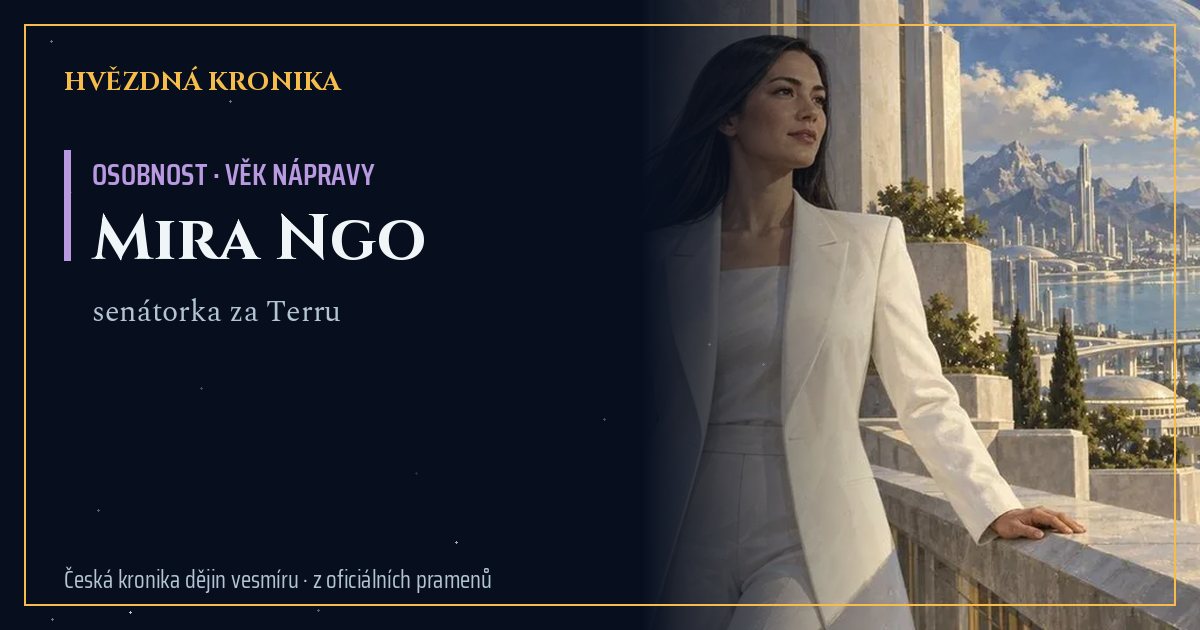 HVĚZDNÁ KRONIKA
OSOBNOST · VĚK NÁPRAVY
Mira Ngo
senátorka za Terru
Česká kronika dějin vesmíru · z oficiálních pramenů